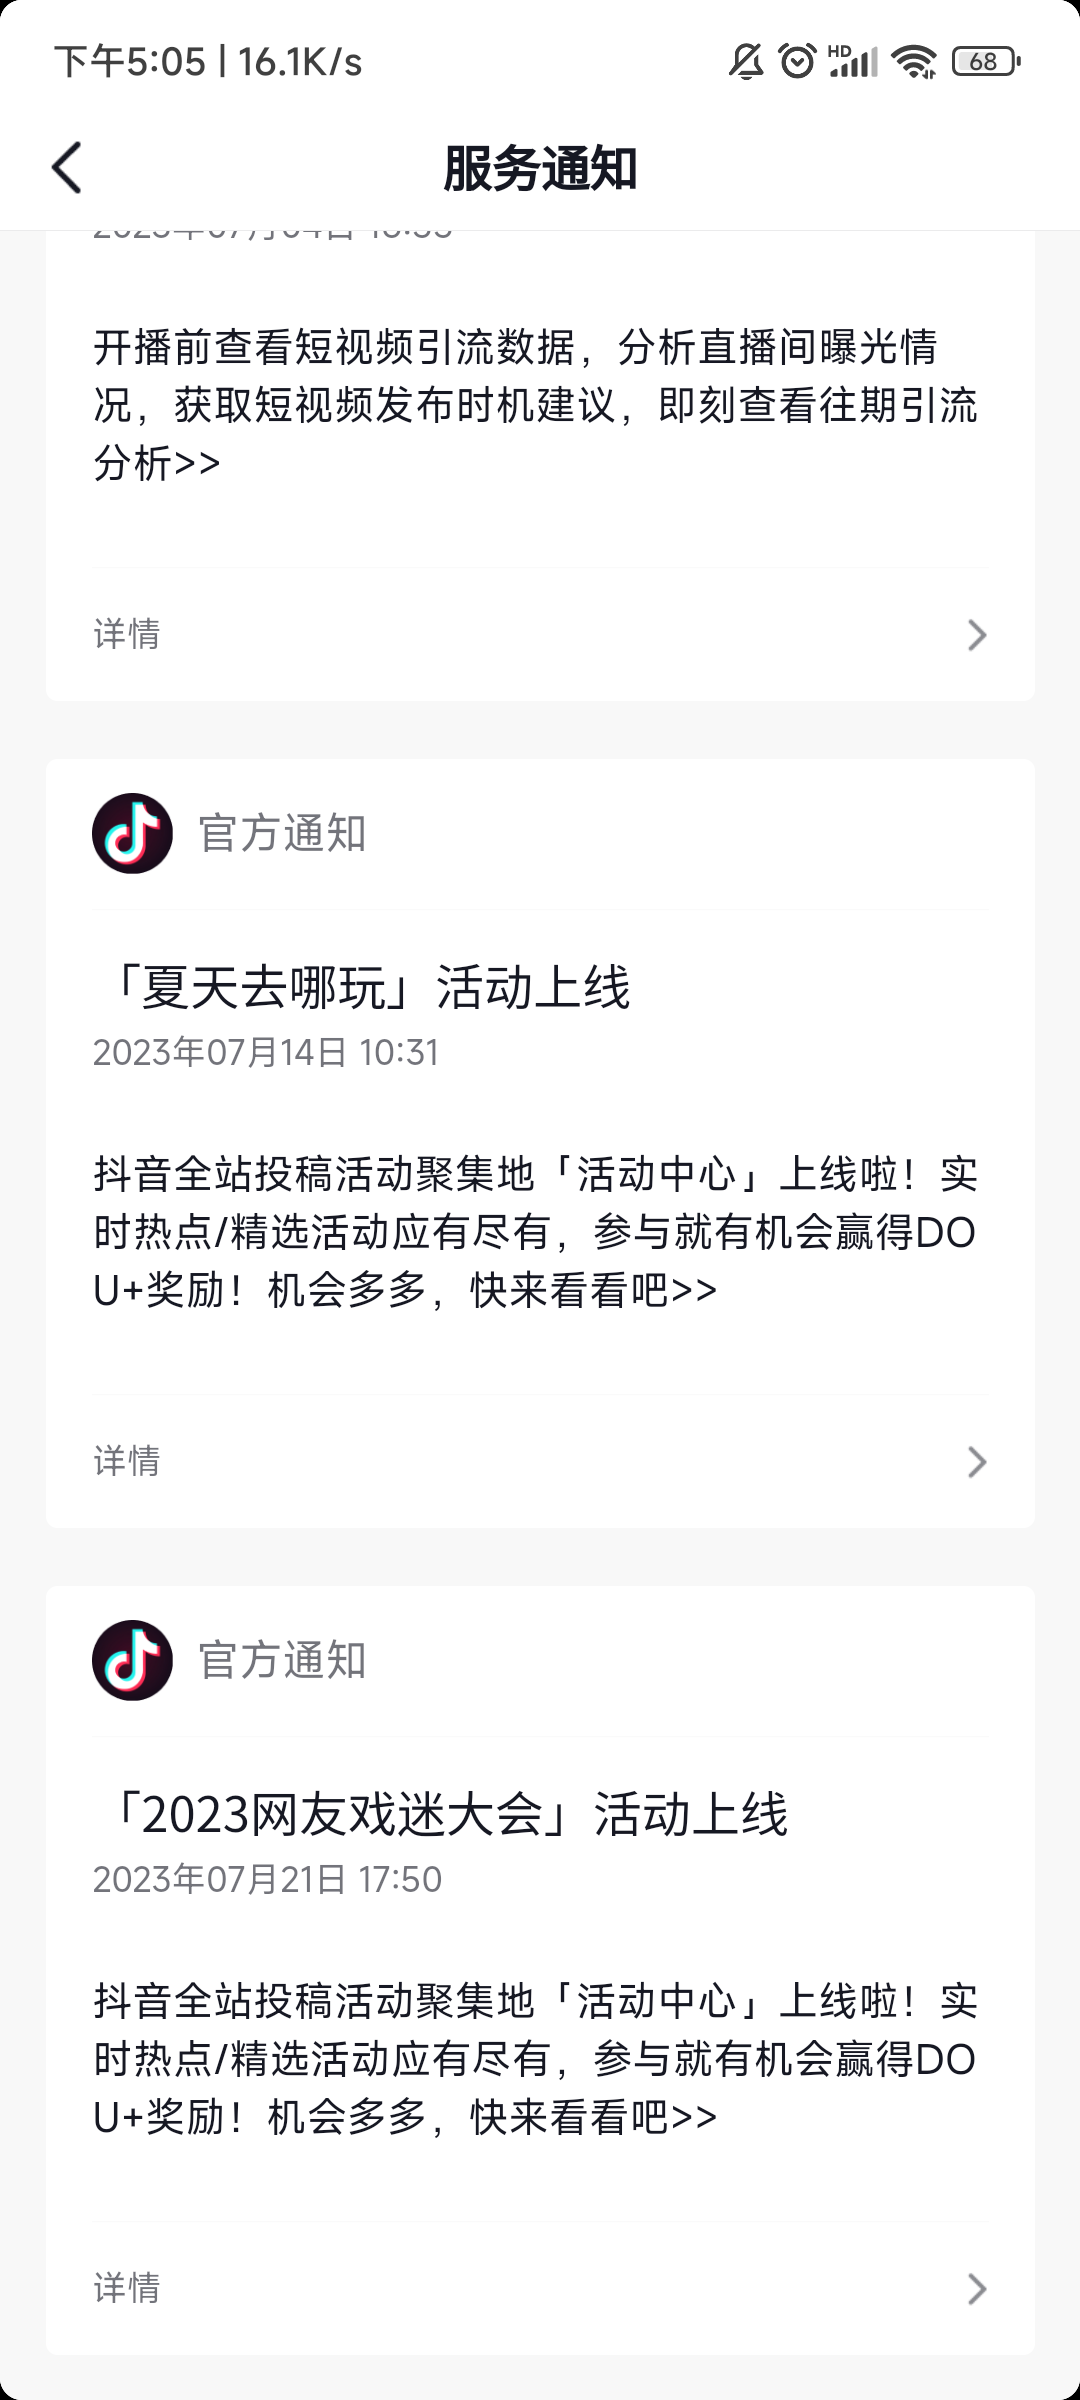 下午5:05 | 16.1K/s
HD
68
服务通知
开播前查看短视频引流数据，分析直播间曝光情
况，获取短视频发布时机建议，即刻查看往期引流
分析>>
详情
官方通知
「夏天去哪玩」活动上线
2023年07月14日 10:31
抖音全站投稿活动聚集地「活动中心」上线啦！实
时热点/精选活动应有尽有，参与就有机会赢得DO
U+奖励！机会多多，快来看看吧>>
详情
官方通知
「2023网友戏迷大会」活动上线
2023年07月21日 17:50
抖音全站投稿活动聚集地「活动中心」上线啦！实
时热点/精选活动应有尽有，参与就有机会赢得DO
U+奖励！机会多多，快来看看吧>>
详情